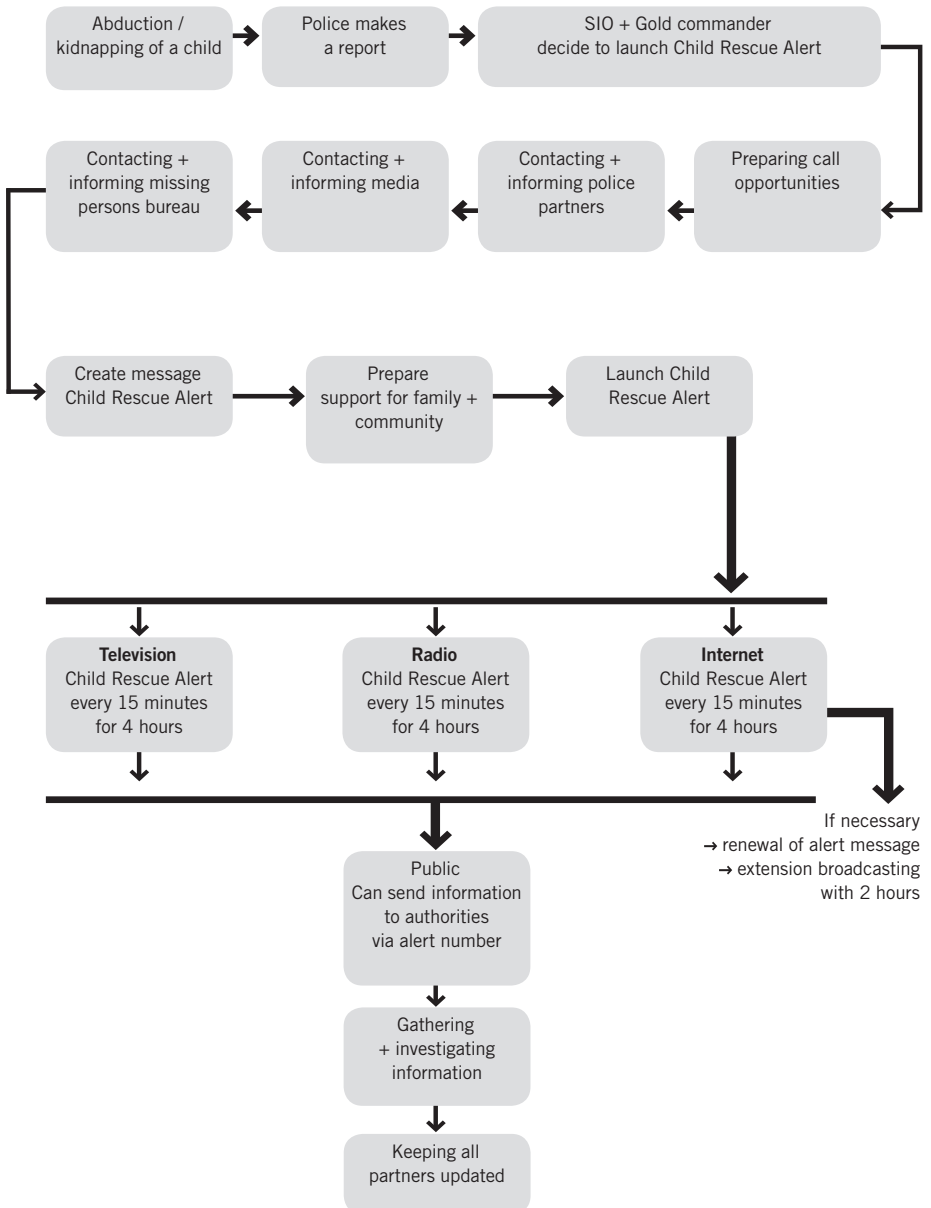 Abduction /
kidnapping of a child
Police makes
a report
SIO + Gold commander
decide to launch Child Rescue Alert
Preparing call
opportunities
Contacting +
informing police
partners
Contacting +
informing media
Contacting +
informing missing
persons bureau
Create message
Child Rescue Alert
Prepare
support for family +
community
Launch Child
Rescue Alert
Television
Child Rescue Alert
every 15 minutes
for 4 hours
Radio
Child Rescue Alert
every 15 minutes
for 4 hours
Internet
Child Rescue Alert
every 15 minutes
for 4 hours
If necessary
→ renewal of alert message
→ extension broadcasting
with 2 hours
Public
Can send information
to authorities
via alert number
Gathering
+ investigating
information
Keeping all
partners updated